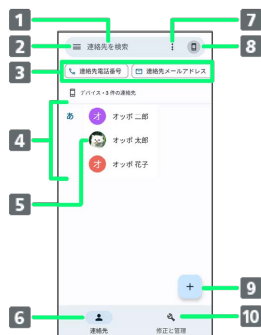 1
7
2
連絡先を検索
8
3
連絡先電話番号
連絡先メールアドレス
デバイス・3 件の連絡先
4
あ
オ
オッポ 二郎
5
オッポ 太郎
オ
オッポ 花子
9
6
10
連絡先
修正と管理